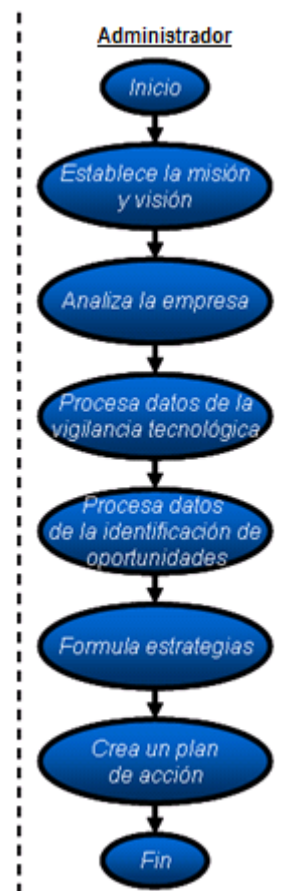 Administrador
Inicio
Establece la misión
y visión
Analiza la empresa
Procesa datos de la
vigilancia tecnológica
Procesa datos
de la identificación de
oportunidades
Formula estrategias
Crea un plan
de acción
Fin